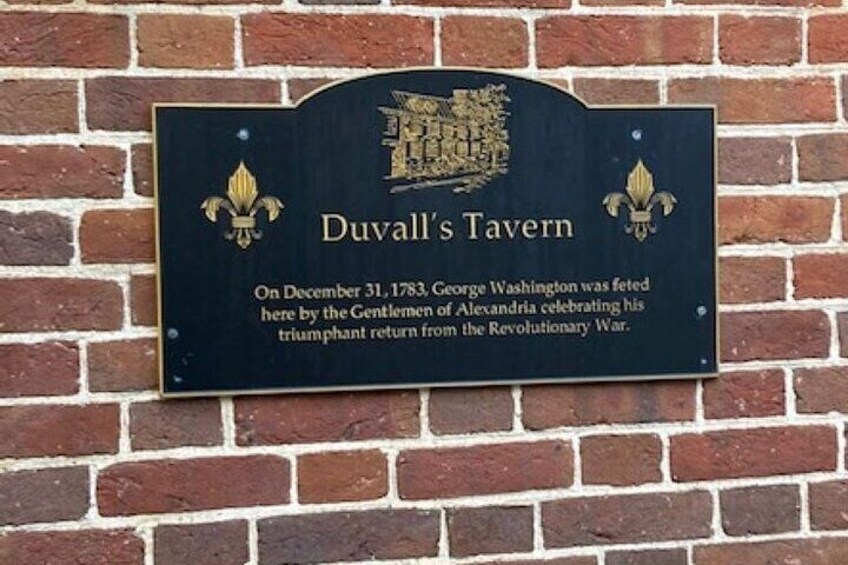 Duvall's Tavern
On December 31, 1783, George Washington was feted
here by the Gentlemen of Alexandria celebrating his
triumphant return from the Revolutionary War.